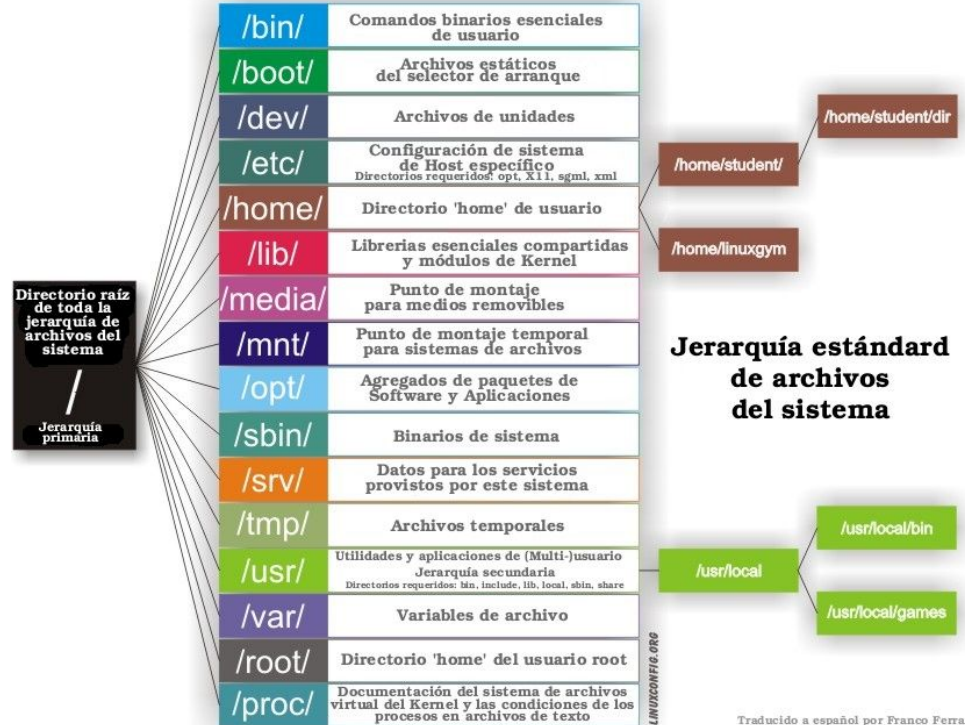 Directorio raíz
de toda la
jerarquía de
archivos del
sistema
/
Jerarquía
primaria
/bin/
Comandos binarios esenciales
de usuario
/boot/
Archivos estáticos
del selector de arranque
/dev/
Archivos de unidades
/etc/
Configuración de sistema
de Host específico
Directorios requeridos: opt, X11, sgml, xml
/home/
Directorio 'home' de usuario
/lib/
Librerias esenciales compartidas
y módulos de Kernel
/media/
Punto de montaje
para medios removibles
/mnt/
Punto de montaje temporal
para sistemas de archivos
/opt/
Agregados de paquetes de
Software y Aplicaciones
/sbin/
Binarios de sistema
/srv/
Datos para los servicios
provistos por este sistema
/tmp/
Archivos temporales
/usr/
Utilidades y aplicaciones de (Multi-)usuario
Jerarquía secundaria
Directorios requeridos: bin, include, lib, local, sbin, share
/var/
Variables de archivo
/root/
Directorio 'home' del usuario root
/proc/
Documentación del sistema de archivos
virtual del Kernel y las condiciones de los
procesos en archivos de texto
/home/student/
/home/student/dir
/home/linuxgym
Jerarquía estándard
de archivos
del sistema
/usr/local
/usr/local/bin
/usr/local/games
LINUXCONFIG.ORG
Traducido a español por Franco Ferra